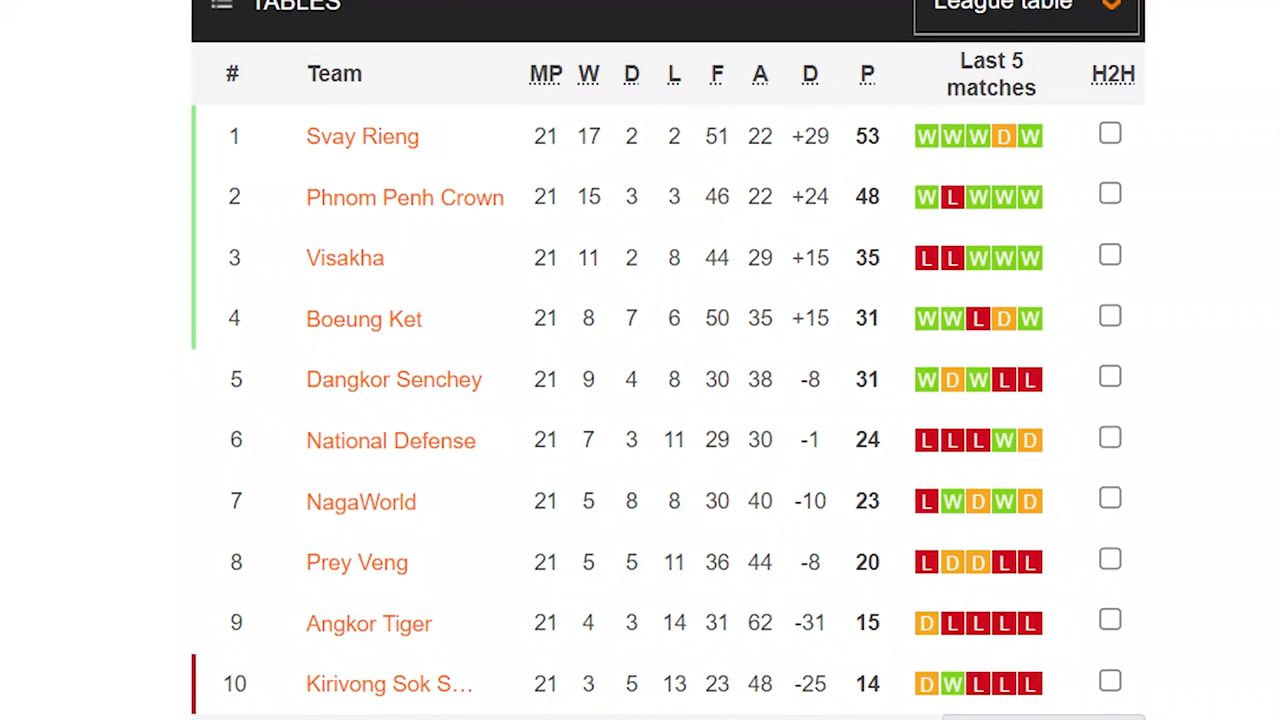 TABLES League table
# Team MP W D L F A D P Last 5 matches H2H
1 Svay Rieng 21 17 2 2 51 22 +29 53 W W W D W
2 Phnom Penh Crown 21 15 3 3 46 22 +24 48 W L W W W
3 Visakha 21 11 2 8 44 29 +15 35 L L W W W
4 Boeung Ket 21 8 7 6 50 35 +15 31 W W L D W
5 Dangkor Senchey 21 9 4 8 30 38 -8 31 W D W L L
6 National Defense 21 7 3 11 29 30 -1 24 L L L W D
7 NagaWorld 21 5 8 8 30 40 -10 23 L W D W D
8 Prey Veng 21 5 5 11 36 44 -8 20 L D D L L
9 Angkor Tiger 21 4 3 14 31 62 -31 15 D L L L L
10 Kirivong Sok S... 21 3 5 13 23 48 -25 14 D W L L L